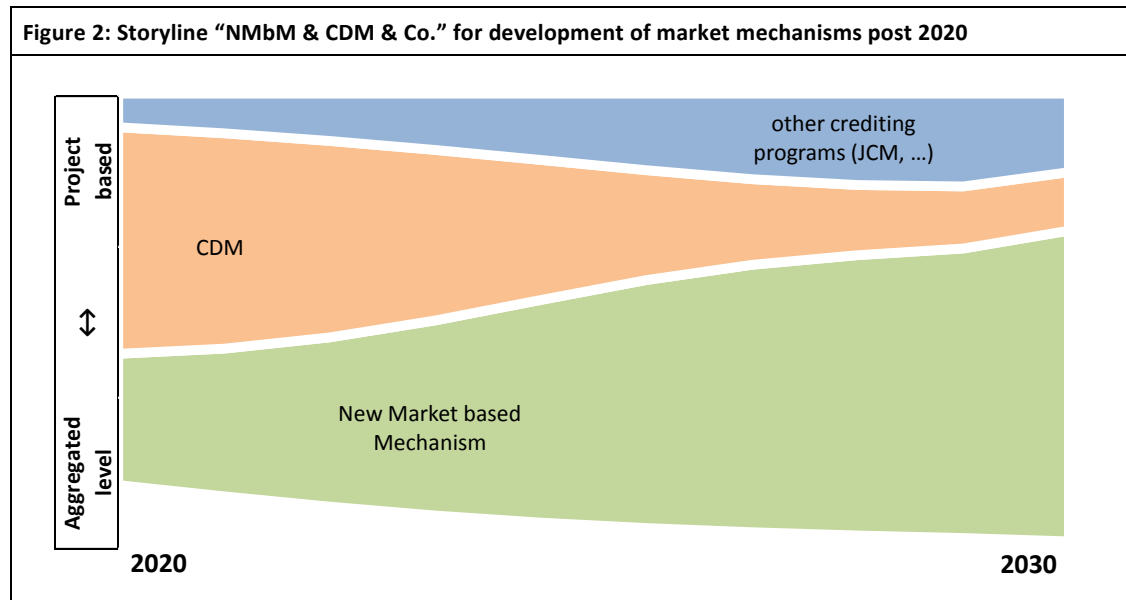 Figure 2: Storyline “NMbM & CDM & Co.” for development of market mechanisms post 2020
Project
based
↔
Aggregated
level
other crediting
programs (JCM, ...)
CDM
New Market based
Mechanism
2020
2030